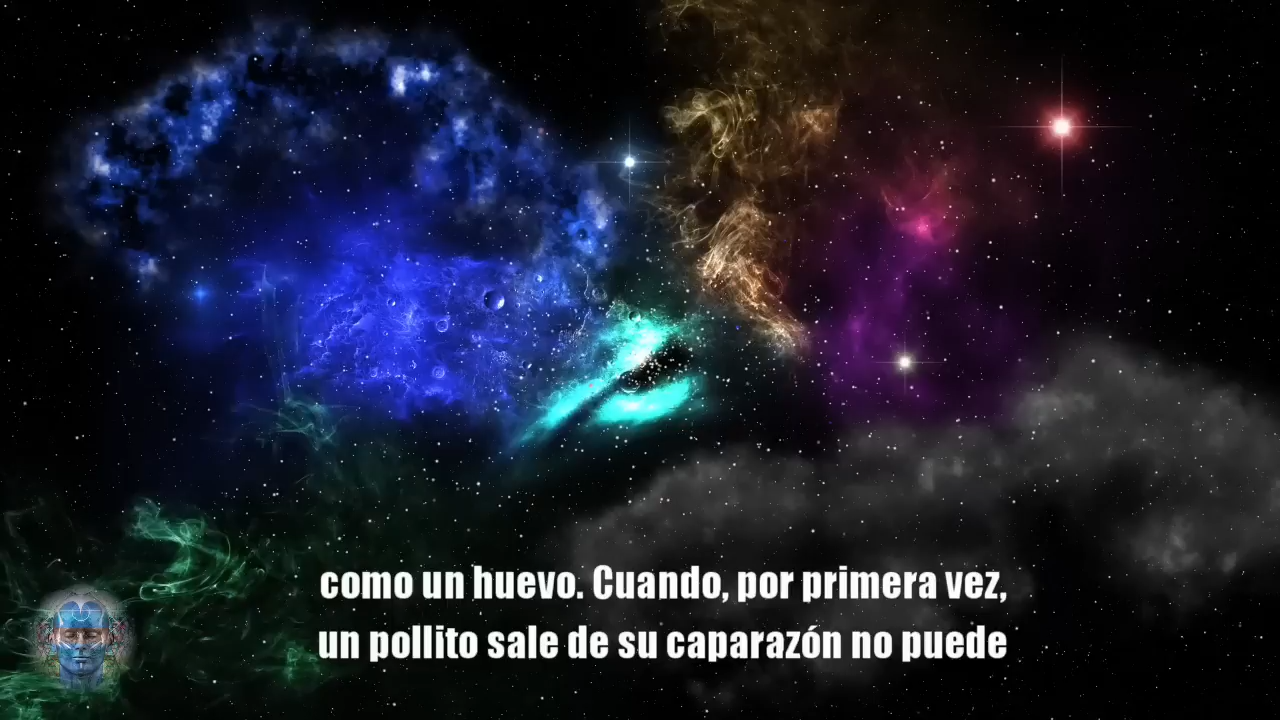 como un huevo. Cuando, por primera vez,
un pollito sale de su caparazón no puede